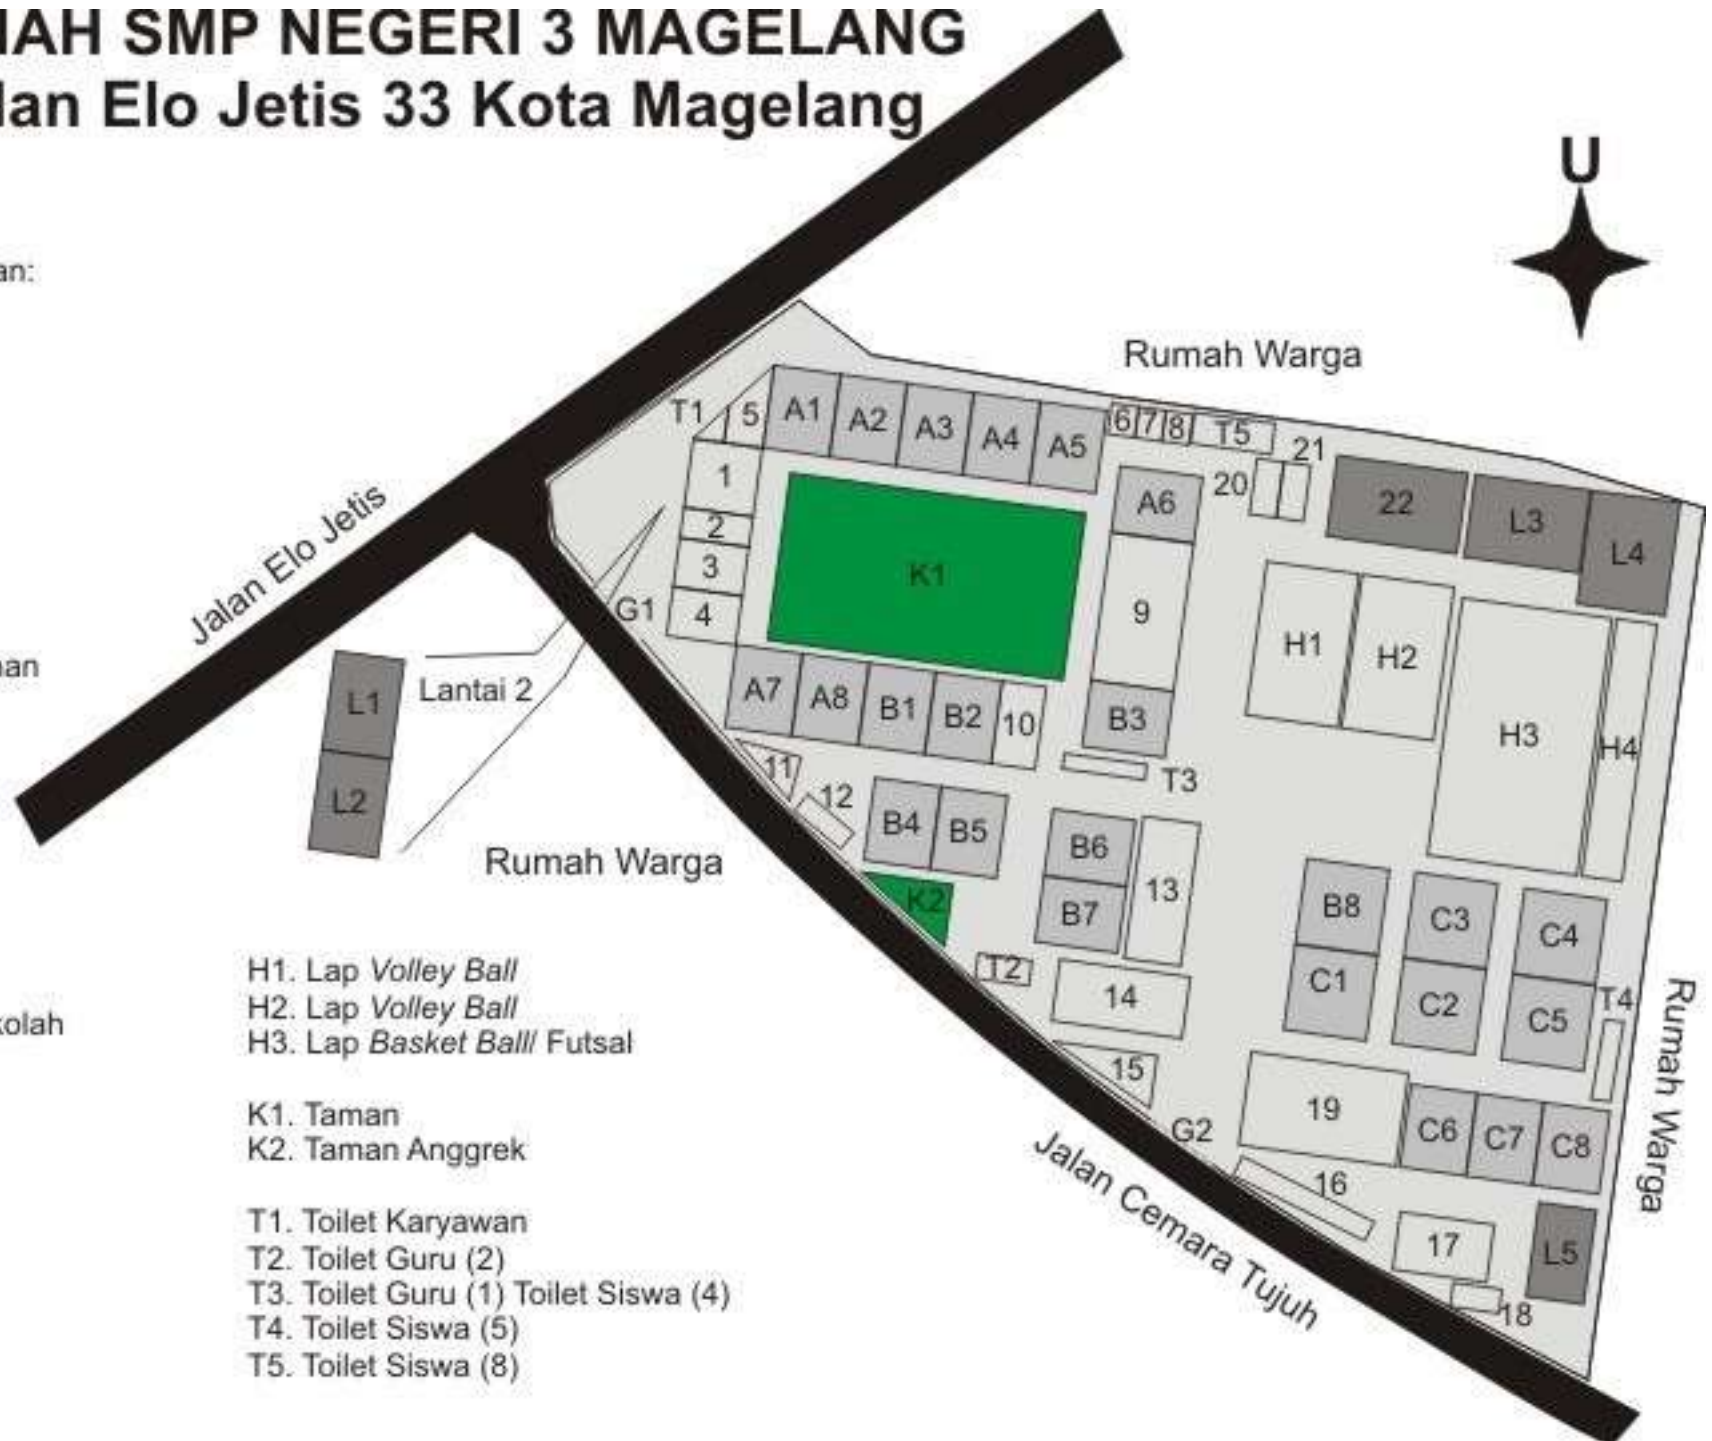 AH SMP NEGERI 3 MAGELANG
lan Elo Jetis 33 Kota Magelang
U
an:
Rumah Warga
T1
5
A1
A2
A3
A4
A5
6
7
8
T5
21
20
1
2
3
4
G1
K1
A6
9
B3
22
L3
L4
H1
H2
H3
H4
Jalan Elo Jetis
an
L1
L2
Lantai 2
A7
A8
B1
B2
10
T3
11
12
B4
B5
B6
B7
13
Rumah Warga
K2
T2
14
15
B8
C1
C3
C2
C4
C5
T4
Rumah Warga
19
C6
C7
C8
G2
16
17
18
L5
Jalan Cemara Tujuh
kolah
H1. Lap Volley Ball
H2. Lap Volley Ball
H3. Lap Basket Ball/ Futsal
K1. Taman
K2. Taman Anggrek
T1. Toilet Karyawan
T2. Toilet Guru (2)
T3. Toilet Guru (1) Toilet Siswa (4)
T4. Toilet Siswa (5)
T5. Toilet Siswa (8)